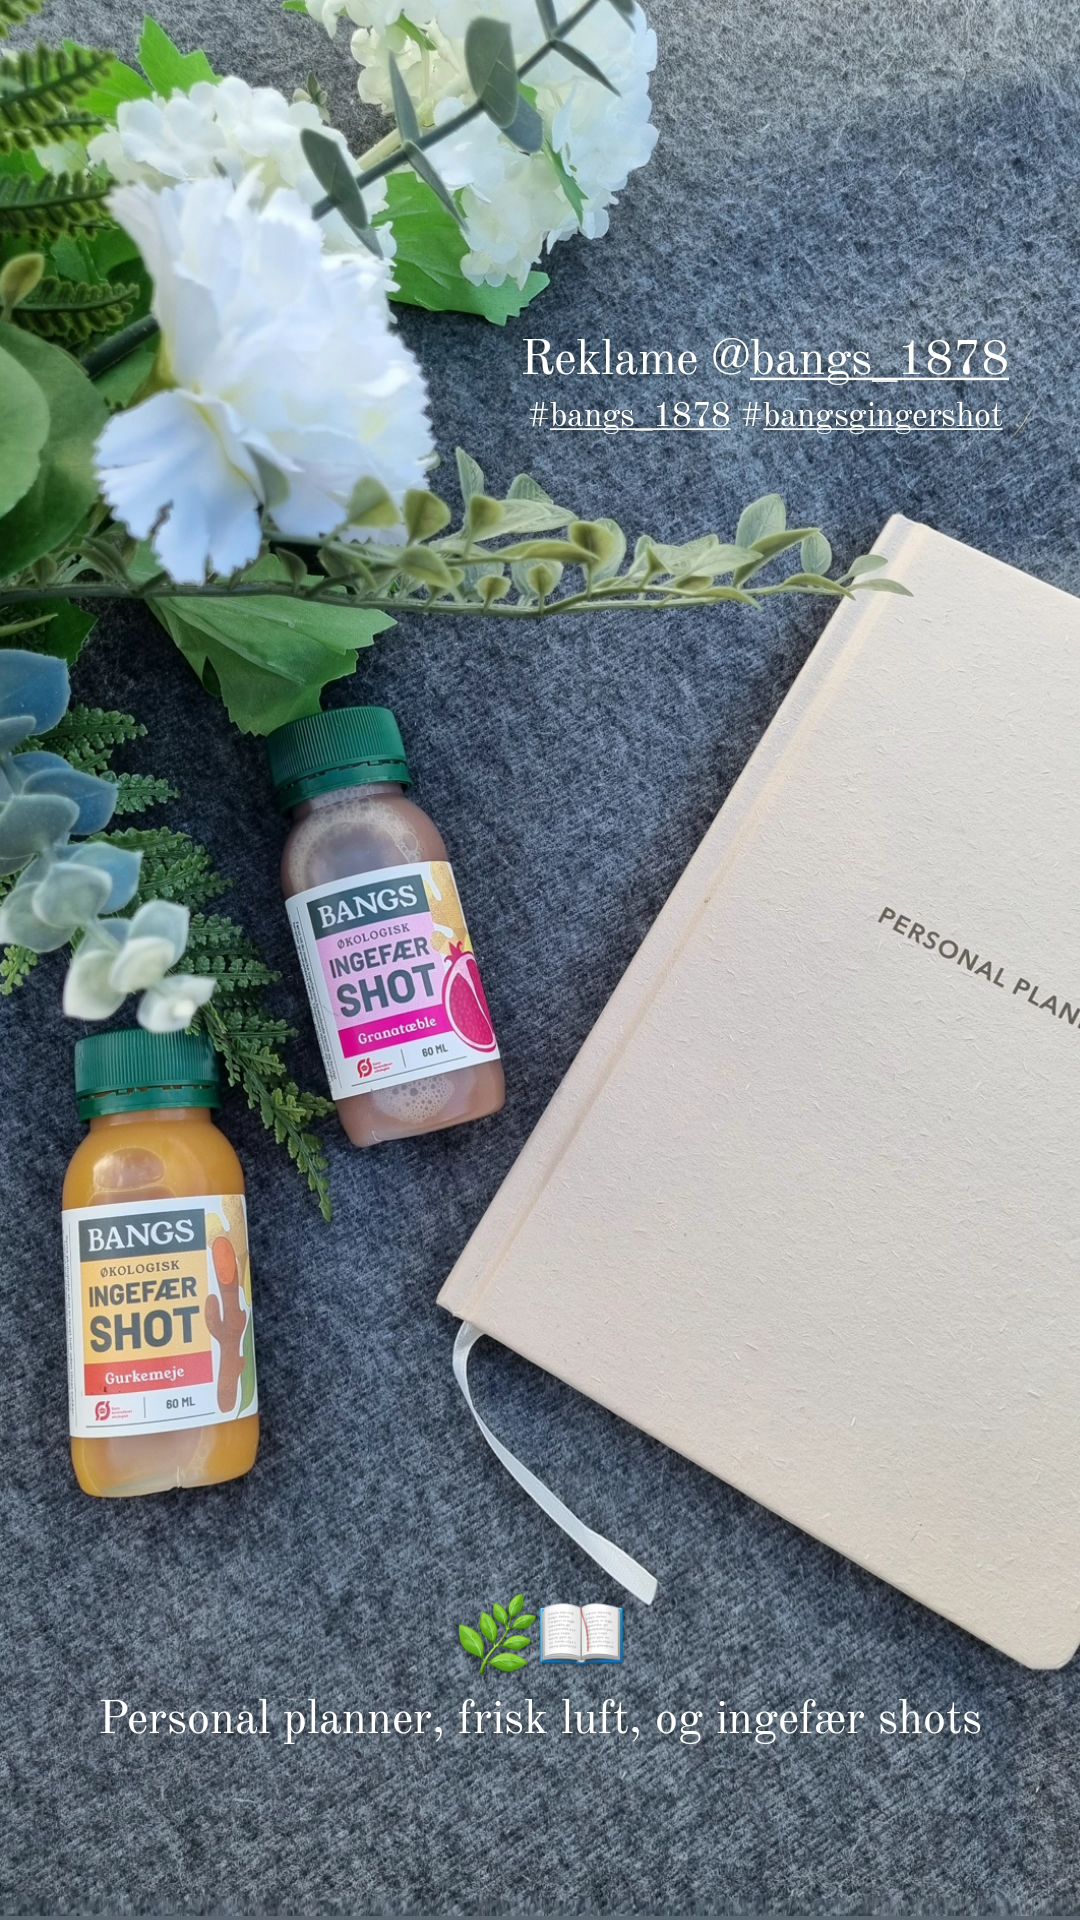 Reklame @bangs_1878
#bangs_1878 #bangsgingershot
PERSONAL
BANGS
ØKOLOGISK
INGEFÆR
SHOT
Granatæble
60 ML
BANGS
ØKOLOGISK
INGEFÆR
SHOT
Gurkemeje
60 ML
Personal planner, frisk luft, og ingefær shots